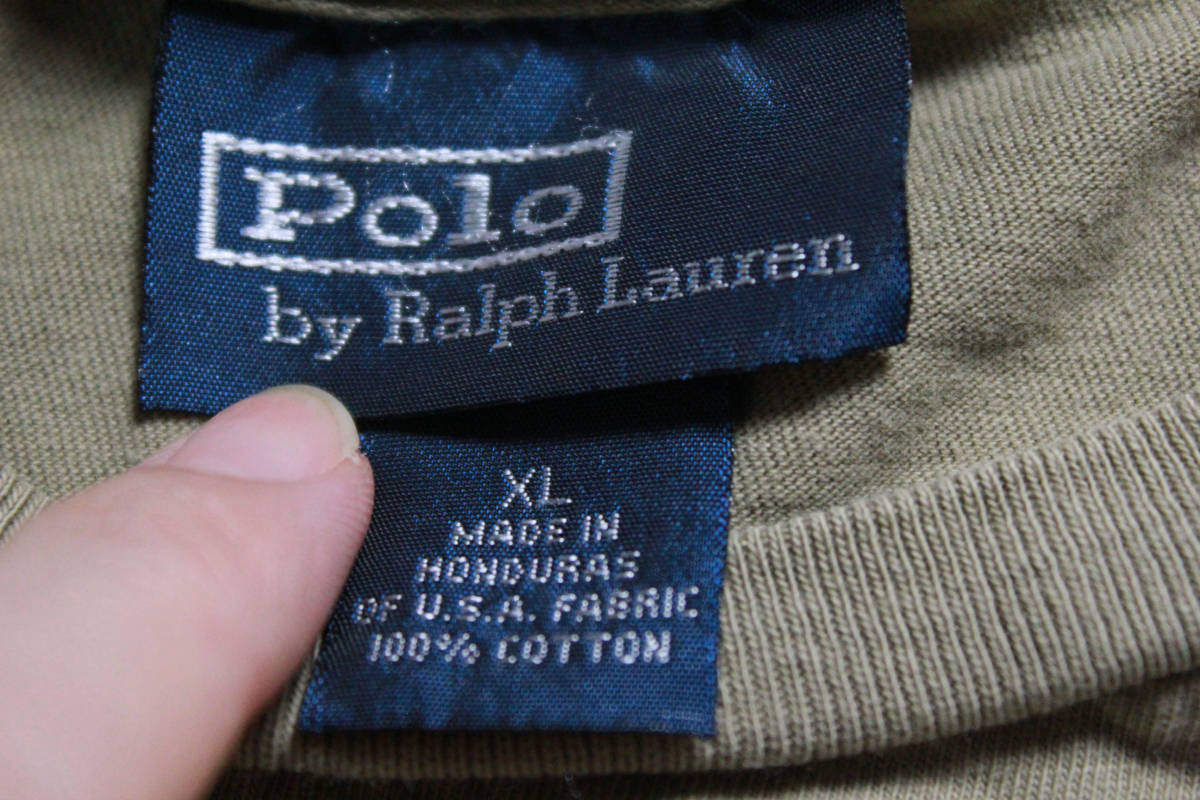 Polo
by Ralph Lauren
XL
MADE IN
HONDURAS
OF U.S.A. FABRIC
100% COTTON